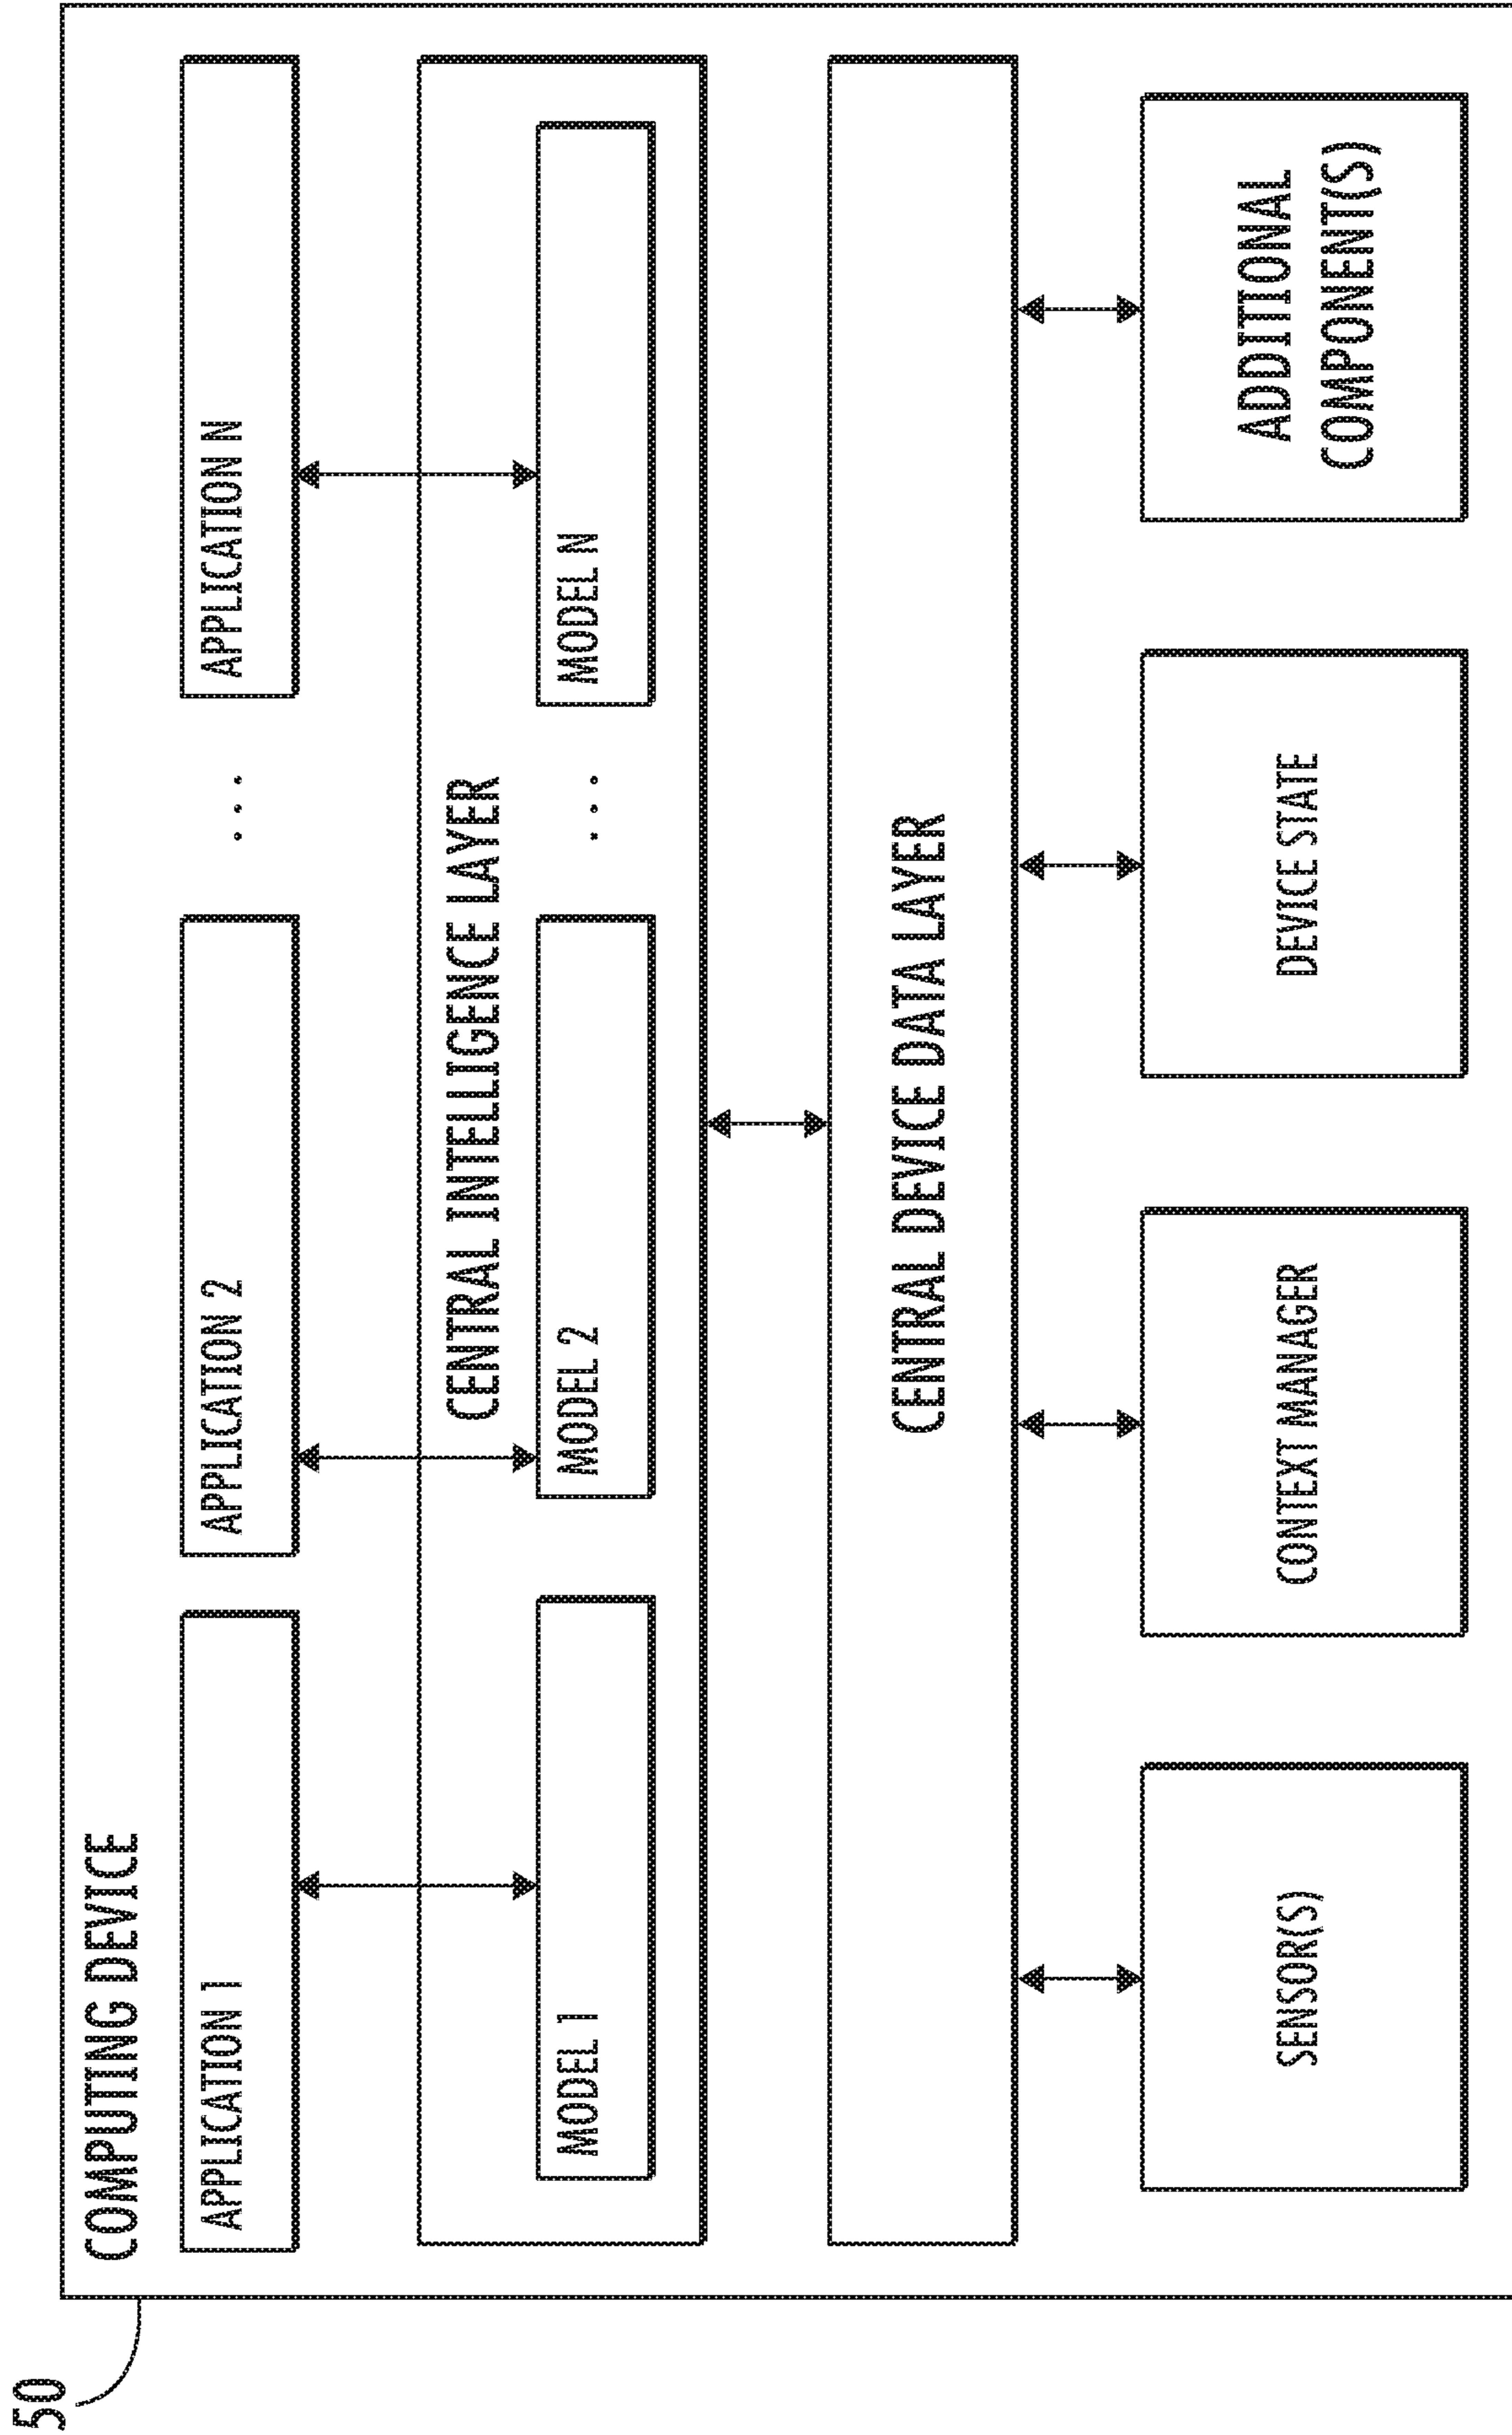 50
COMPUTING DEVICE
APPLICATION 1
APPLICATION 2
...
APPLICATION N
CENTRAL INTELLIGENCE LAYER
MODEL 1
MODEL 2
...
MODEL N
CENTRAL DEVICE DATA LAYER
SENSOR(S)
CONTEXT MANAGER
DEVICE STATE
ADDITIONAL
COMPONENT(S)